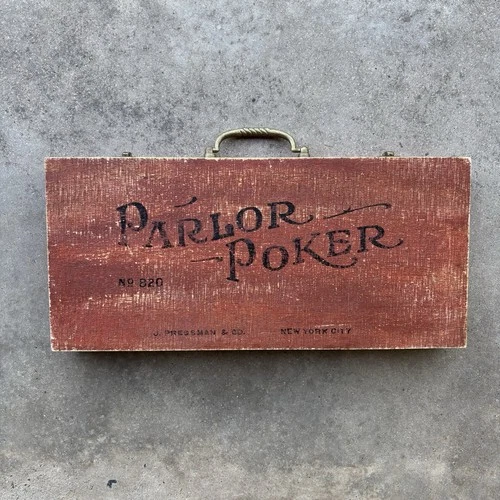 PARLOR
POKER
No 820
J. PRESSMAN & CO. NEW YORK CITY